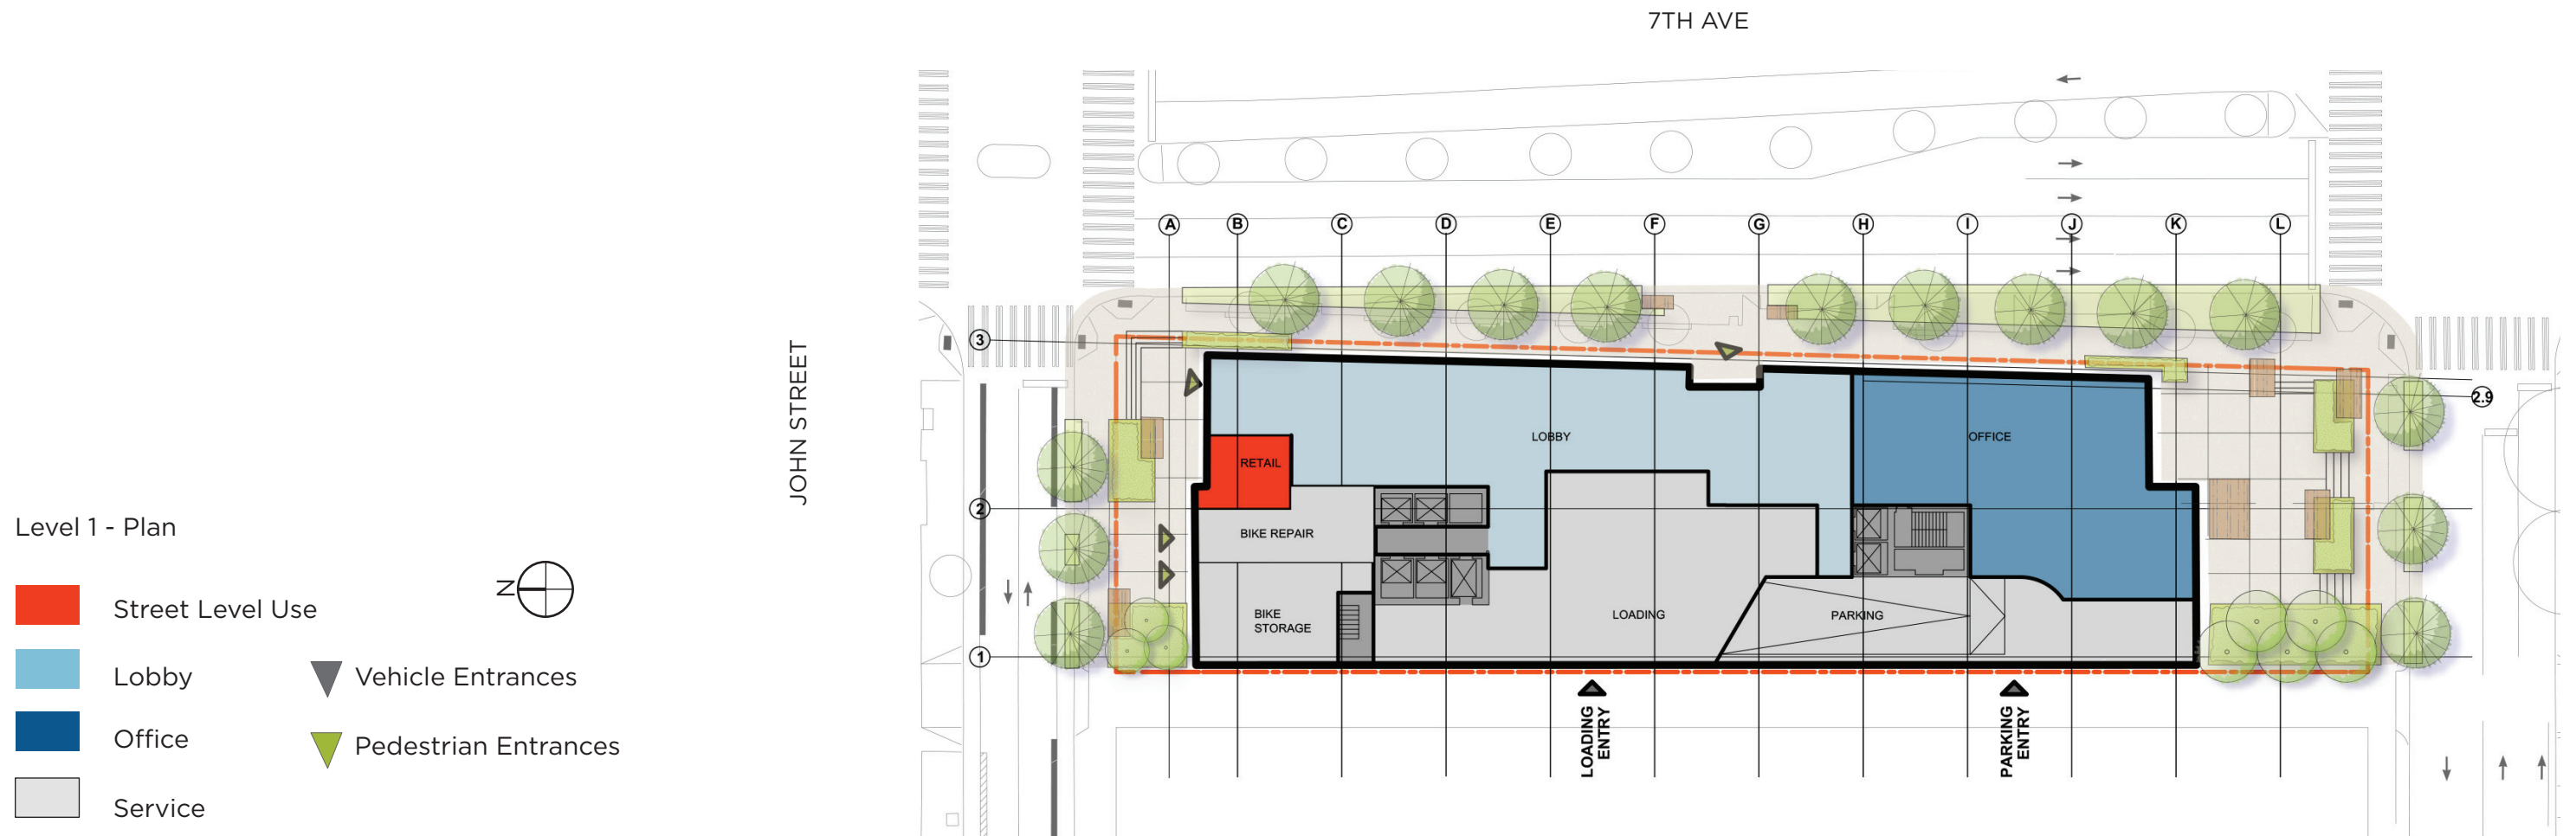 7TH AVE
JOHN STREET
A
B
C
D
E
F
G
H
I
J
K
L
3
2.9
2
1
LOBBY
OFFICE
RETAIL
BIKE REPAIR
BIKE
STORAGE
LOADING
PARKING
LOADING
ENTRY
PARKING
ENTRY
Level 1 - Plan
N
Street Level Use
Lobby
Office
Service
Vehicle Entrances
Pedestrian Entrances